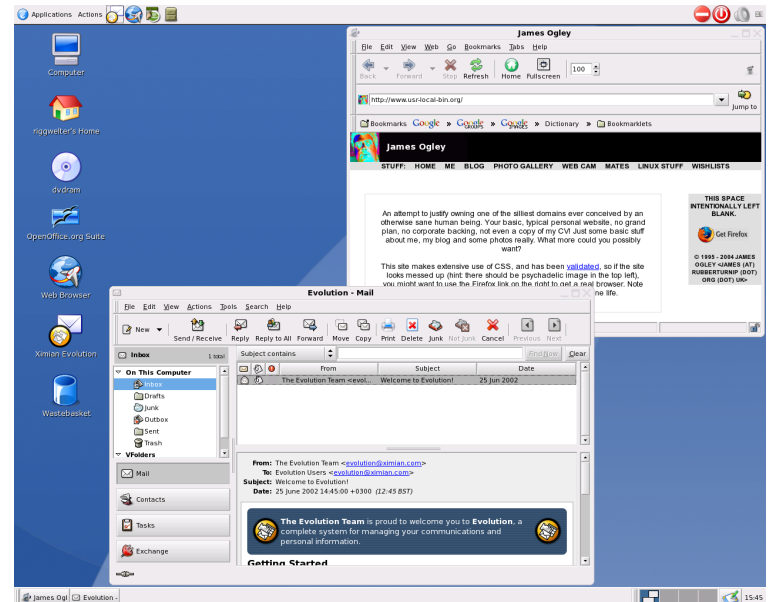 Applications Actions
Computer
riggwelter's Home
dvdram
OpenOffice.org Suite
Web Browser
Ximian Evolution
Wastebasket
James Ogley
File Edit View Web Go Bookmarks Tabs Help
Back Forward Stop Refresh Home Fullscreen 100
http://www.usr-local-bin.org/ Jump to
Bookmarks Google » Google GROUPS » Google IMAGES » Dictionary » Bookmarklets
James Ogley
STUFF: HOME ME BLOG PHOTO GALLERY WEB CAM MATES LINUX STUFF WISHLISTS
An attempt to justify owning one of the silliest domains ever conceived by an
otherwise sane human being. Your basic, typical personal website, no grand
plan, no corporate backing, not even a copy of my CV! Just some basic stuff
about me, my blog and some photos really. What more could you possibly
want?
This site makes extensive use of CSS, and has been validated, so if the site
looks messed up (hint: there should be psychadelic image in the top left),
you might want to use the Firefox link on the right to get a real browser. Note
ne life.
THIS SPACE
INTENTIONALLY LEFT
BLANK.
Get Firefox
© 1995 - 2004 JAMES
OGLEY <JAMES (AT)
RUBBERTURNIP (DOT)
ORG (DOT) UK>
Evolution - Mail
File Edit View Actions Tools Search Help
New Send / Receive Reply Reply to All Forward Move Copy Print Delete Junk Not Junk Cancel Previous Next
Inbox 1 total
Subject contains Find Now Clear
On This Computer
Inbox
Drafts
Junk
Outbox
Sent
Trash
VFolders
From Subject Date
The Evolution Team <evol... Welcome to Evolution! 25 Jun 2002
Mail
Contacts
Tasks
Exchange
From: The Evolution Team <evolution@ximian.com>
To: Evolution Users <evolution@ximian.com>
Subject: Welcome to Evolution!
Date: 25 June 2002 14:45:00 +0300 (12:45 BST)
The Evolution Team is proud to welcome you to Evolution, a
complete system for managing your communications and
personal information.
Getting Started
James Ogl Evolution - 15:45